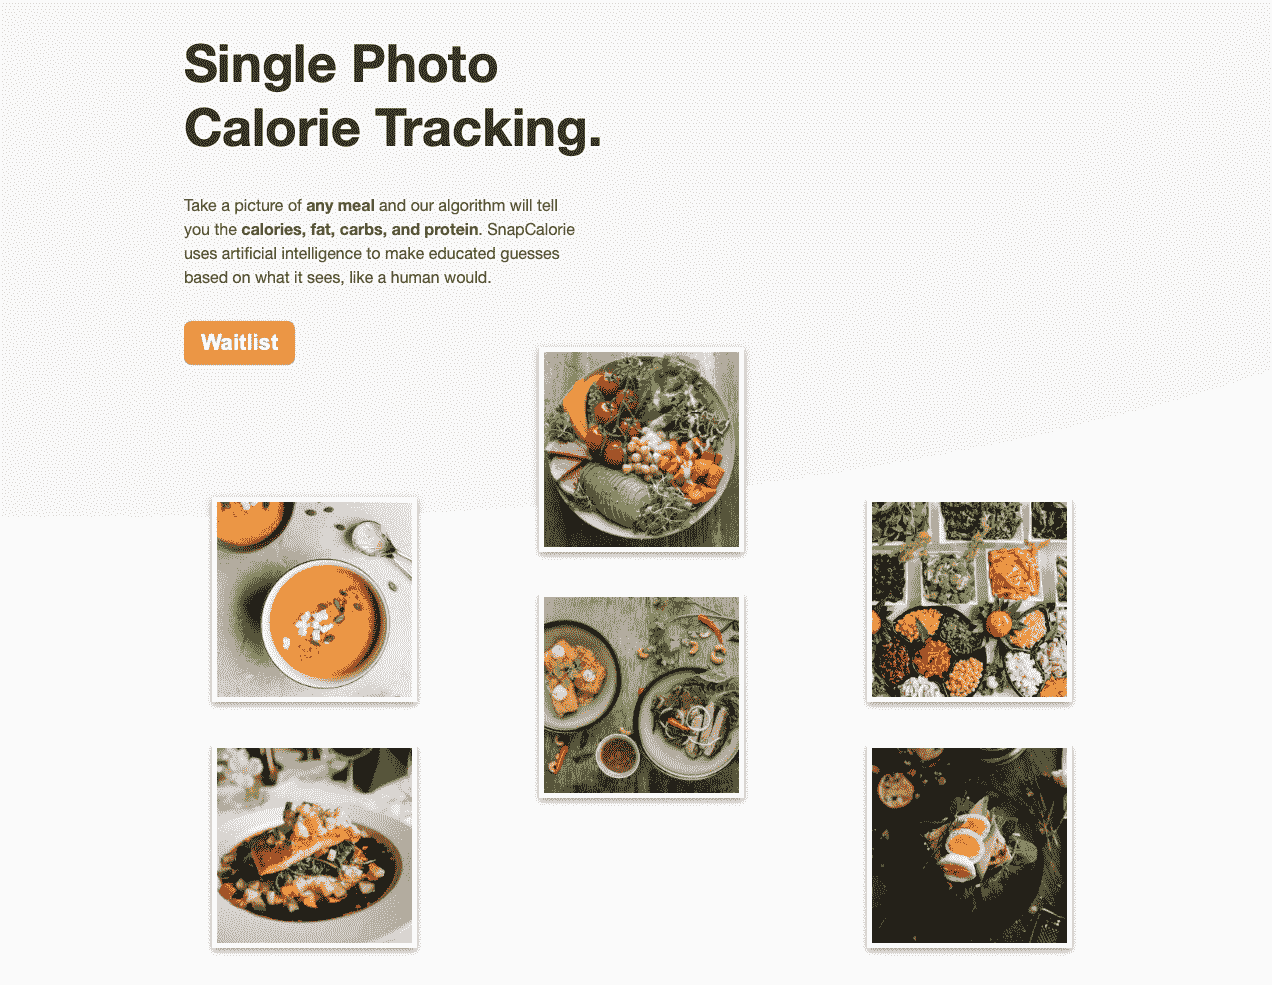 Single Photo
Calorie Tracking.
Take a picture of any meal and our algorithm will tell
you the calories, fat, carbs, and protein. SnapCalorie
uses artificial intelligence to make educated guesses
based on what it sees, like a human would.
Waitlist